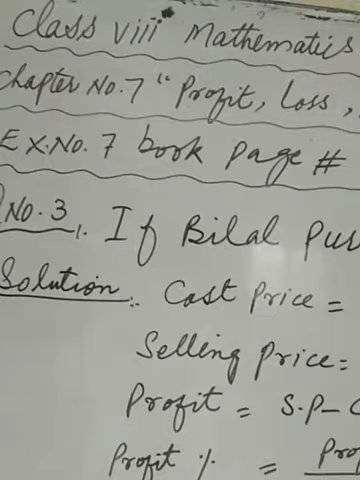 Class viii Mathematics
Chapter No.7 "Profit, Loss,
Ex.No. 7 book page #
No. 3 If Bilal pur
Solution:. Cost Price =
Selling Price=
Profit = S.P – C
Profit % = Pro